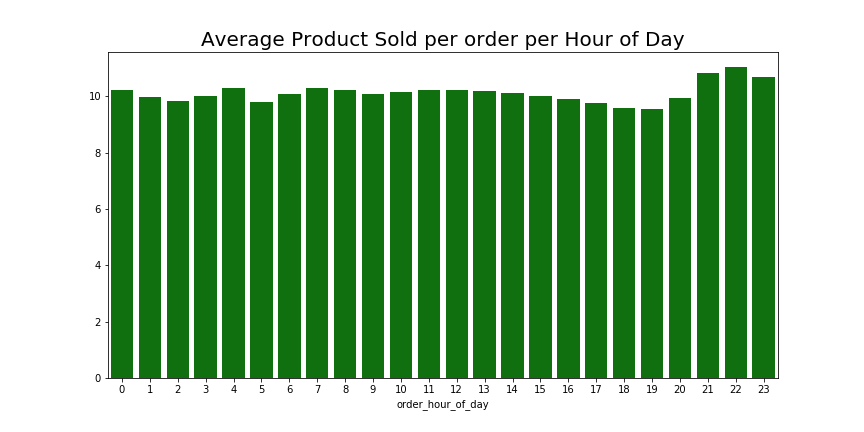 Average Product Sold per order per Hour of Day
10
8
6
4
2
0
0 1 2 3 4 5 6 7 8 9 10 11 12 13 14 15 16 17 18 19 20 21 22 23
order_hour_of_day